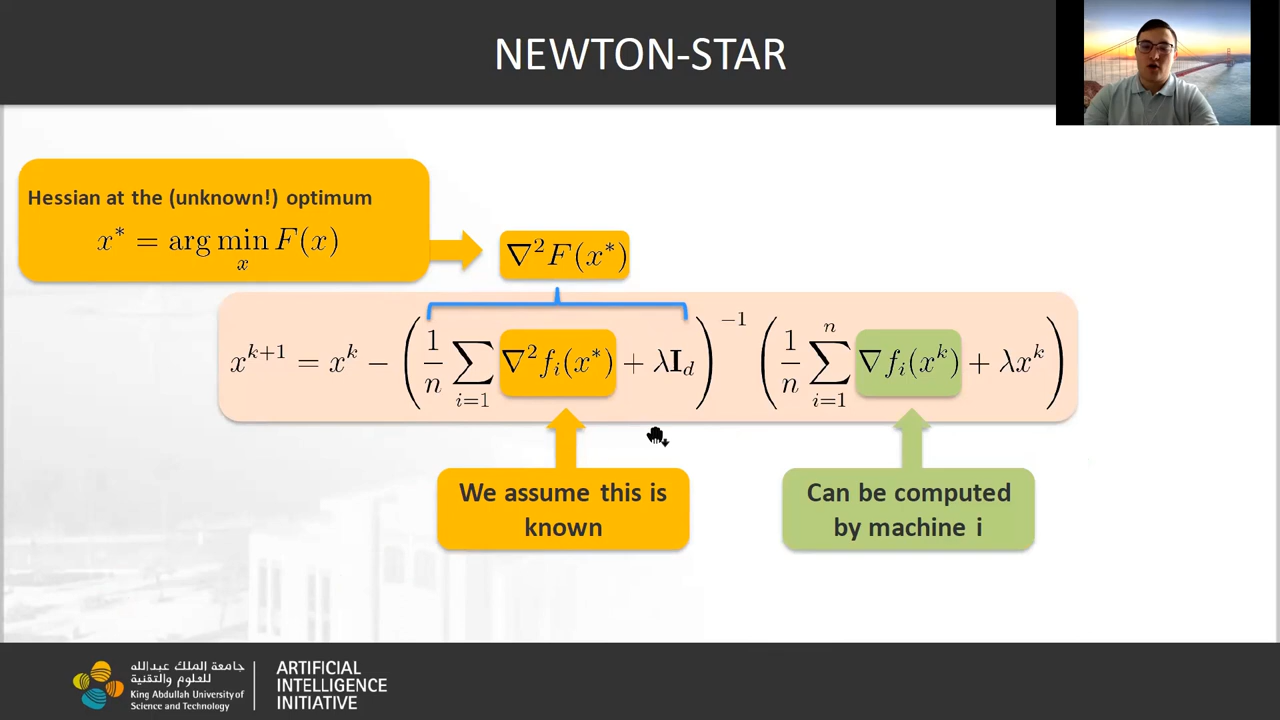 NEWTON-STAR
Hessian at the (unknown!) optimum
x* = arg min F(x)
x
∇²F(x*)
x^{k+1} = x^k − ( 1/n ∑_{i=1} ∇²f_i(x*) + λI_d )^{−1} ( 1/n ∑_{i=1}^{n} ∇f_i(x^k) + λx^k )
We assume this is
known
Can be computed
by machine i
جامعة الملك عبدالله
للعلوم والتقنية
King Abdullah University of
Science and Technology
ARTIFICIAL
INTELLIGENCE
INITIATIVE